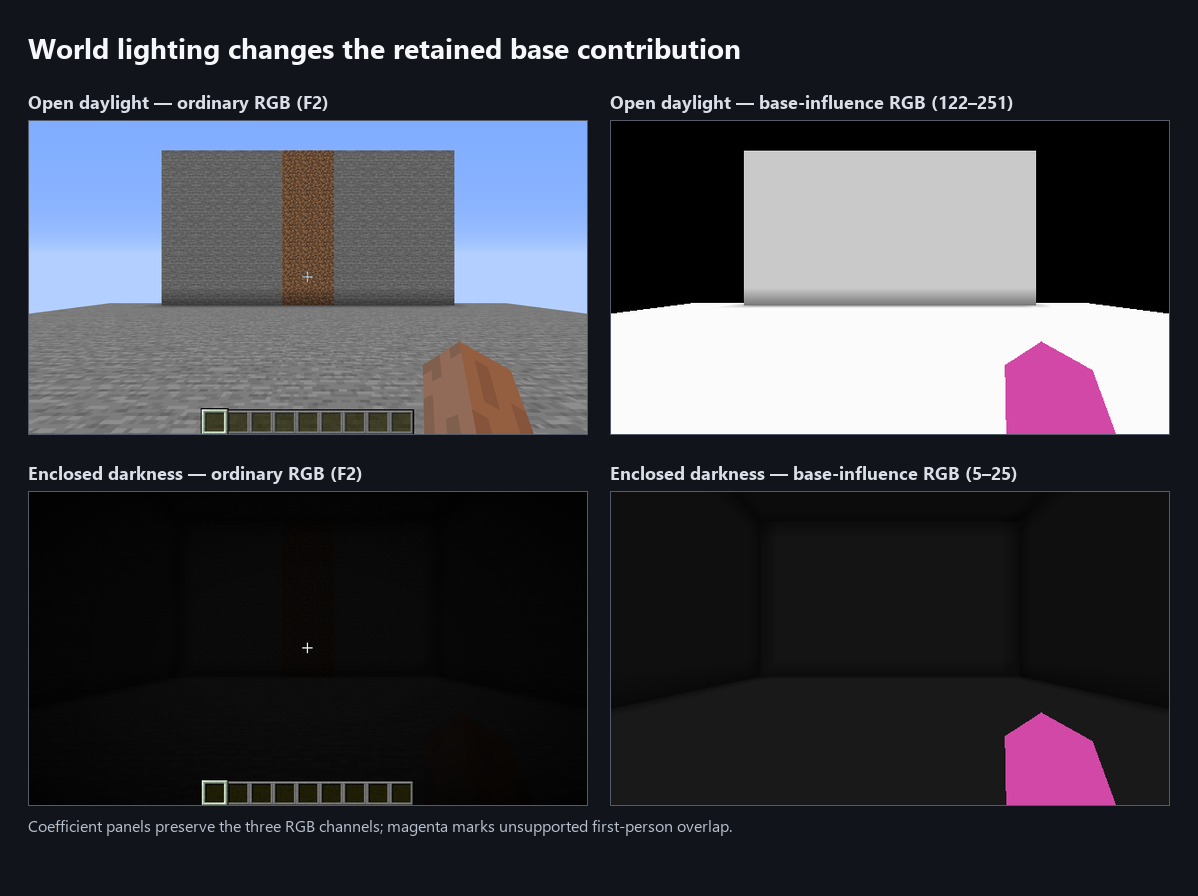 World lighting changes the retained base contribution
Open daylight — ordinary RGB (F2)
Open daylight — base-influence RGB (122–251)
Enclosed darkness — ordinary RGB (F2)
Enclosed darkness — base-influence RGB (5–25)
Coefficient panels preserve the three RGB channels; magenta marks unsupported first-person overlap.